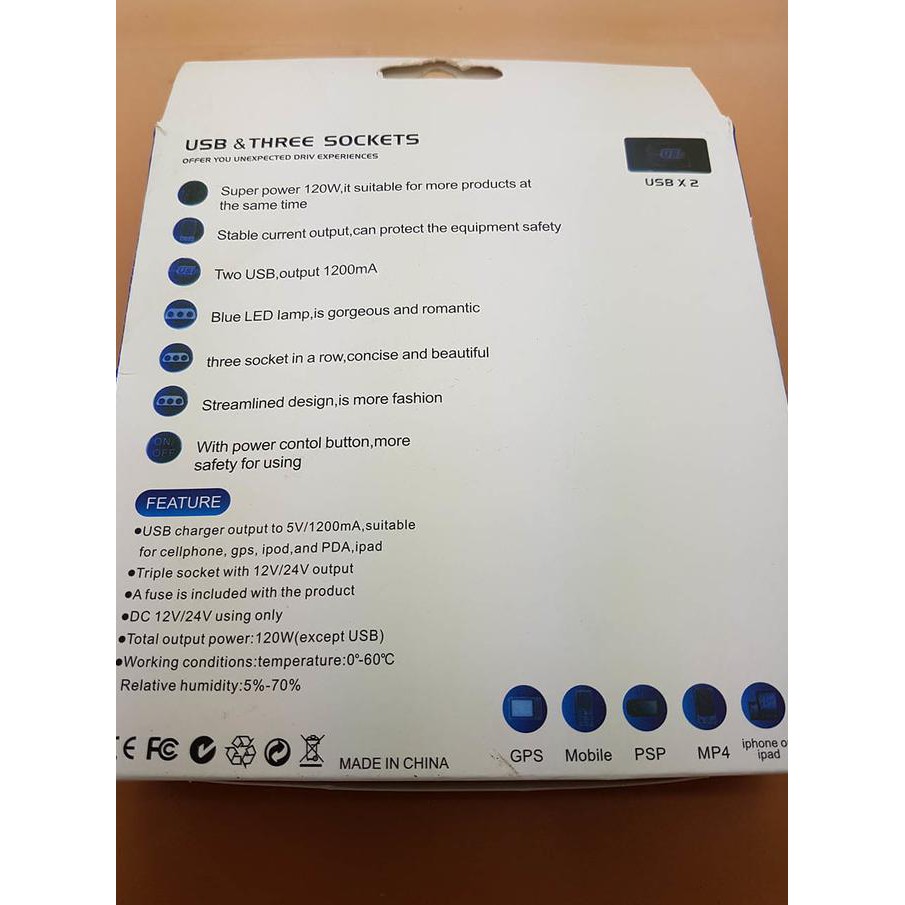 USB & THREE SOCKETS
OFFER YOU UNEXPECTED DRIV EXPERIENCES
USB X 2
Super power 120W,it suitable for more products at
the same time
Stable current output,can protect the equipment safety
Two USB,output 1200mA
Blue LED lamp,is gorgeous and romantic
three socket in a row,concise and beautiful
Streamlined design,is more fashion
ON/
OFF
With power contol button,more
safety for using
FEATURE
●USB charger output to 5V/1200mA,suitable
for cellphone, gps, ipod,and PDA,ipad
●Triple socket with 12V/24V output
●A fuse is included with the product
●DC 12V/24V using only
●Total output power:120W(except USB)
●Working conditions:temperature:0°-60℃
Relative humidity:5%-70%
CE FC
MADE IN CHINA
GPS
Mobile
PSP
MP4
iphone o
ipad